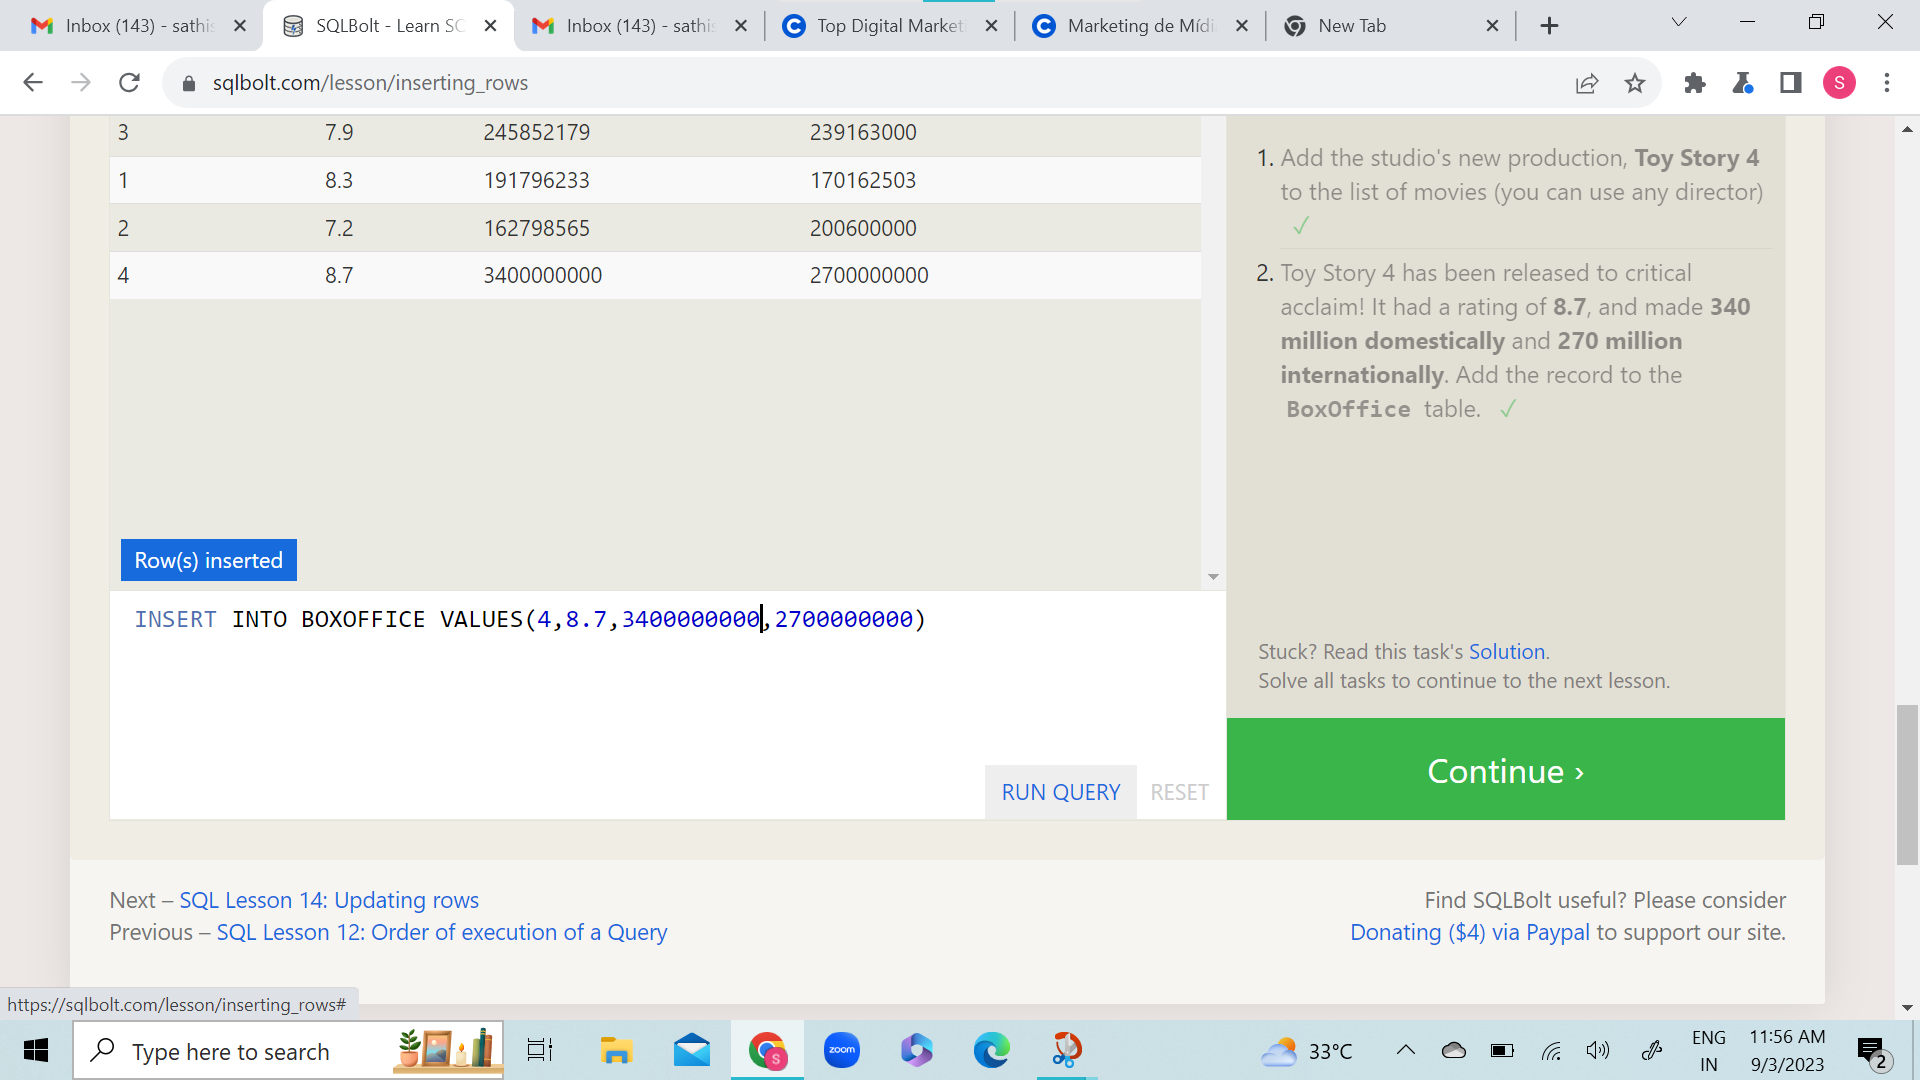 Inbox (143) - sathis
SQLBolt - Learn SQ
Inbox (143) - sathis
Top Digital Market
Marketing de Mídi
New Tab
sqlbolt.com/lesson/inserting_rows
S
3 7.9 245852179 239163000
1 8.3 191796233 170162503
2 7.2 162798565 200600000
4 8.7 3400000000 2700000000
Row(s) inserted
INSERT INTO BOXOFFICE VALUES(4,8.7,3400000000,2700000000)
RUN QUERY RESET
1. Add the studio's new production, Toy Story 4
to the list of movies (you can use any director)
✓
2. Toy Story 4 has been released to critical
acclaim! It had a rating of 8.7, and made 340
million domestically and 270 million
internationally. Add the record to the
BoxOffice table. ✓
Stuck? Read this task's Solution.
Solve all tasks to continue to the next lesson.
Continue ›
Next – SQL Lesson 14: Updating rows
Previous – SQL Lesson 12: Order of execution of a Query
Find SQLBolt useful? Please consider
Donating ($4) via Paypal to support our site.
https://sqlbolt.com/lesson/inserting_rows#
Type here to search
S
zoom
33°C
ENG
IN
11:56 AM
9/3/2023
2